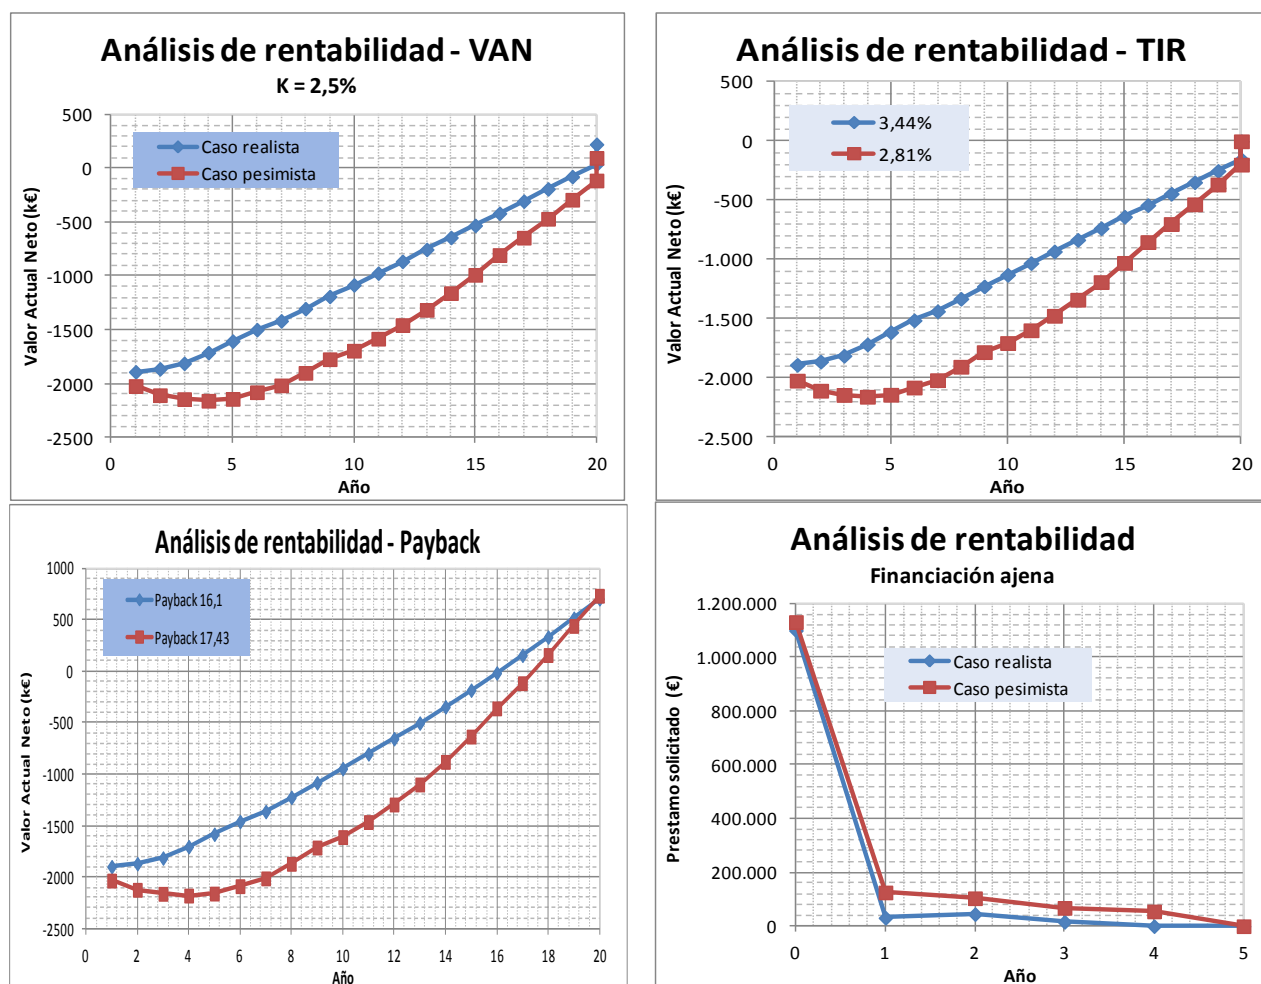 Análisis de rentabilidad - VAN
K = 2,5%
Valor Actual Neto (k€)
500
0
-500
-1000
-1500
-2000
-2500
Caso realista
Caso pesimista
0 5 10 15 20
Año
Análisis de rentabilidad - TIR
Valor Actual Neto (k€)
500
0
-500
-1.000
-1.500
-2.000
-2.500
3,44%
2,81%
0 5 10 15 20
Año
Análisis de rentabilidad - Payback
Valor Actual Neto (k€)
1000
500
0
-500
-1000
-1500
-2000
-2500
Payback 16,1
Payback 17,43
0 2 4 6 8 10 12 14 16 18 20
Año
Análisis de rentabilidad
Financiación ajena
Prestamo solicitado (€)
1.200.000
1.000.000
800.000
600.000
400.000
200.000
0
Caso realista
Caso pesimista
0 1 2 3 4 5
Año